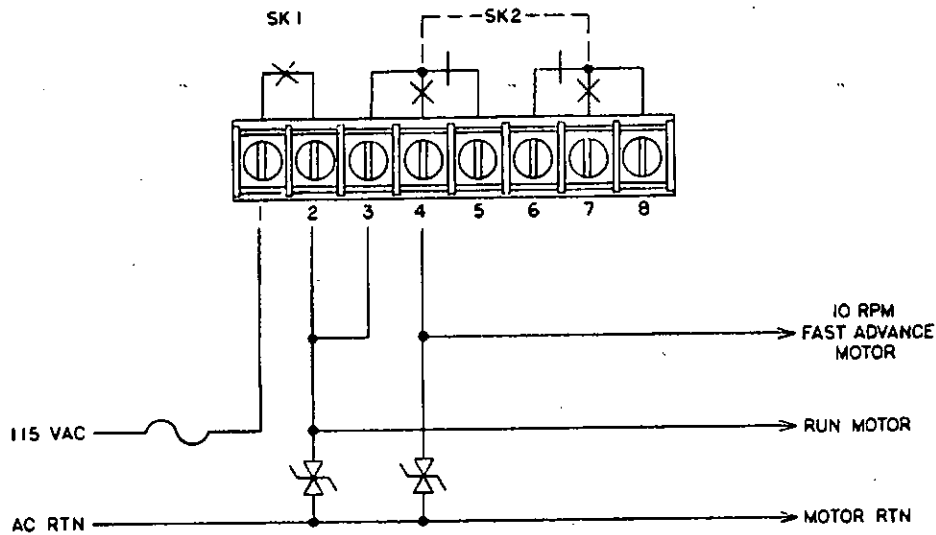 SK1
SK2
1
2
3
4
5
6
7
8
10 RPM
FAST ADVANCE
MOTOR
115 VAC
RUN MOTOR
AC RTN
MOTOR RTN